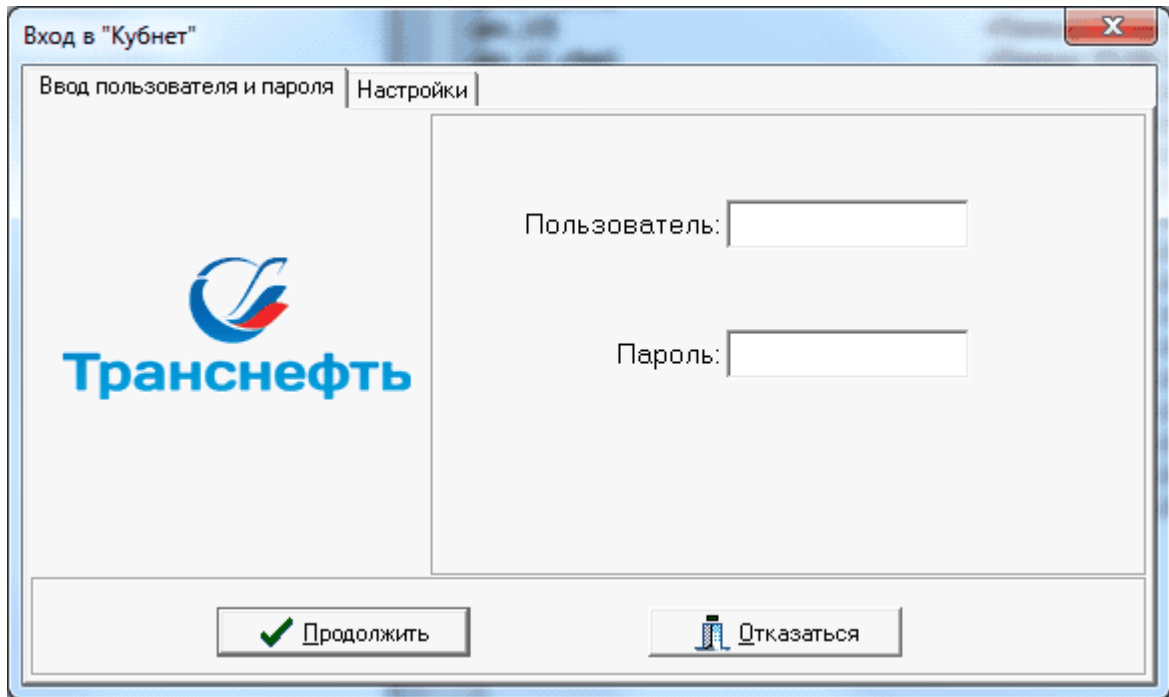 Вход в "Кубнет"
Ввод пользователя и пароля Настройки
Пользователь:
Транснефть
Пароль:
Продолжить Отказаться